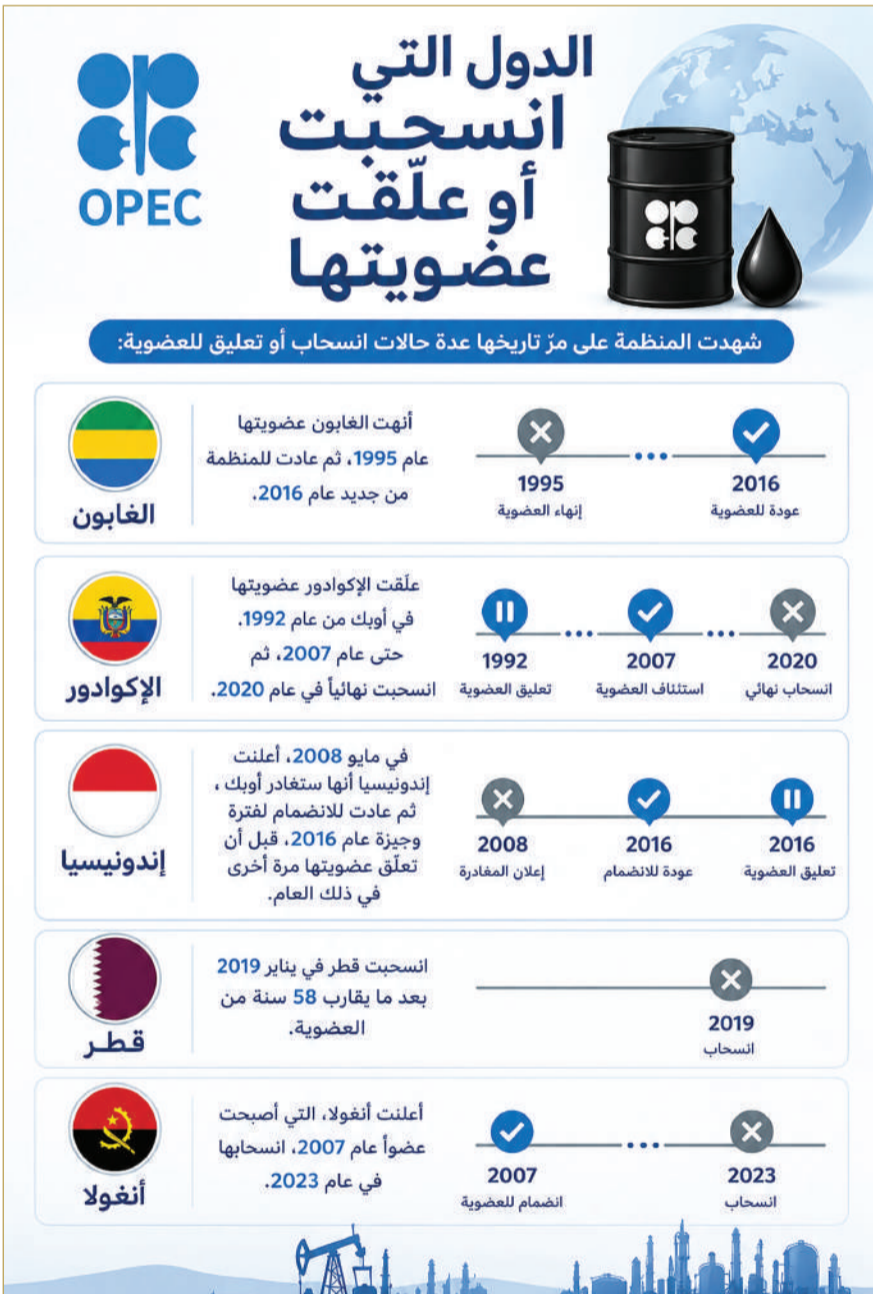 OPEC
الدول التي
انسحبت
أو علّقت
عضويتها
شهدت المنظمة على مرّ تاريخها عدة حالات انسحاب أو تعليق للعضوية:
الغابون
أنهت الغابون عضويتها
عام 1995، ثم عادت للمنظمة
من جديد عام 2016.
1995
إنهاء العضوية
2016
عودة للعضوية
الإكوادور
علّقت الإكوادور عضويتها
في أوبك من عام 1992.
حتى عام 2007، ثم
انسحبت نهائياً في عام 2020.
1992
تعليق العضوية
2007
استئناف العضوية
2020
انسحاب نهائي
إندونيسيا
في مايو 2008، أعلنت
إندونيسيا أنها ستغادر أوبك ،
ثم عادت للانضمام لفترة
وجيزة عام 2016، قبل أن
تعلّق عضويتها مرة أخرى
في ذلك العام.
2008
إعلان المغادرة
2016
عودة للانضمام
2016
تعليق العضوية
قطر
انسحبت قطر في يناير 2019
بعد ما يقارب 58 سنة من
العضوية.
2019
انسحاب
أنغولا
أعلنت أنغولا، التي أصبحت
عضواً عام 2007، انسحابها
في عام 2023.
2007
انضمام للعضوية
2023
انسحاب